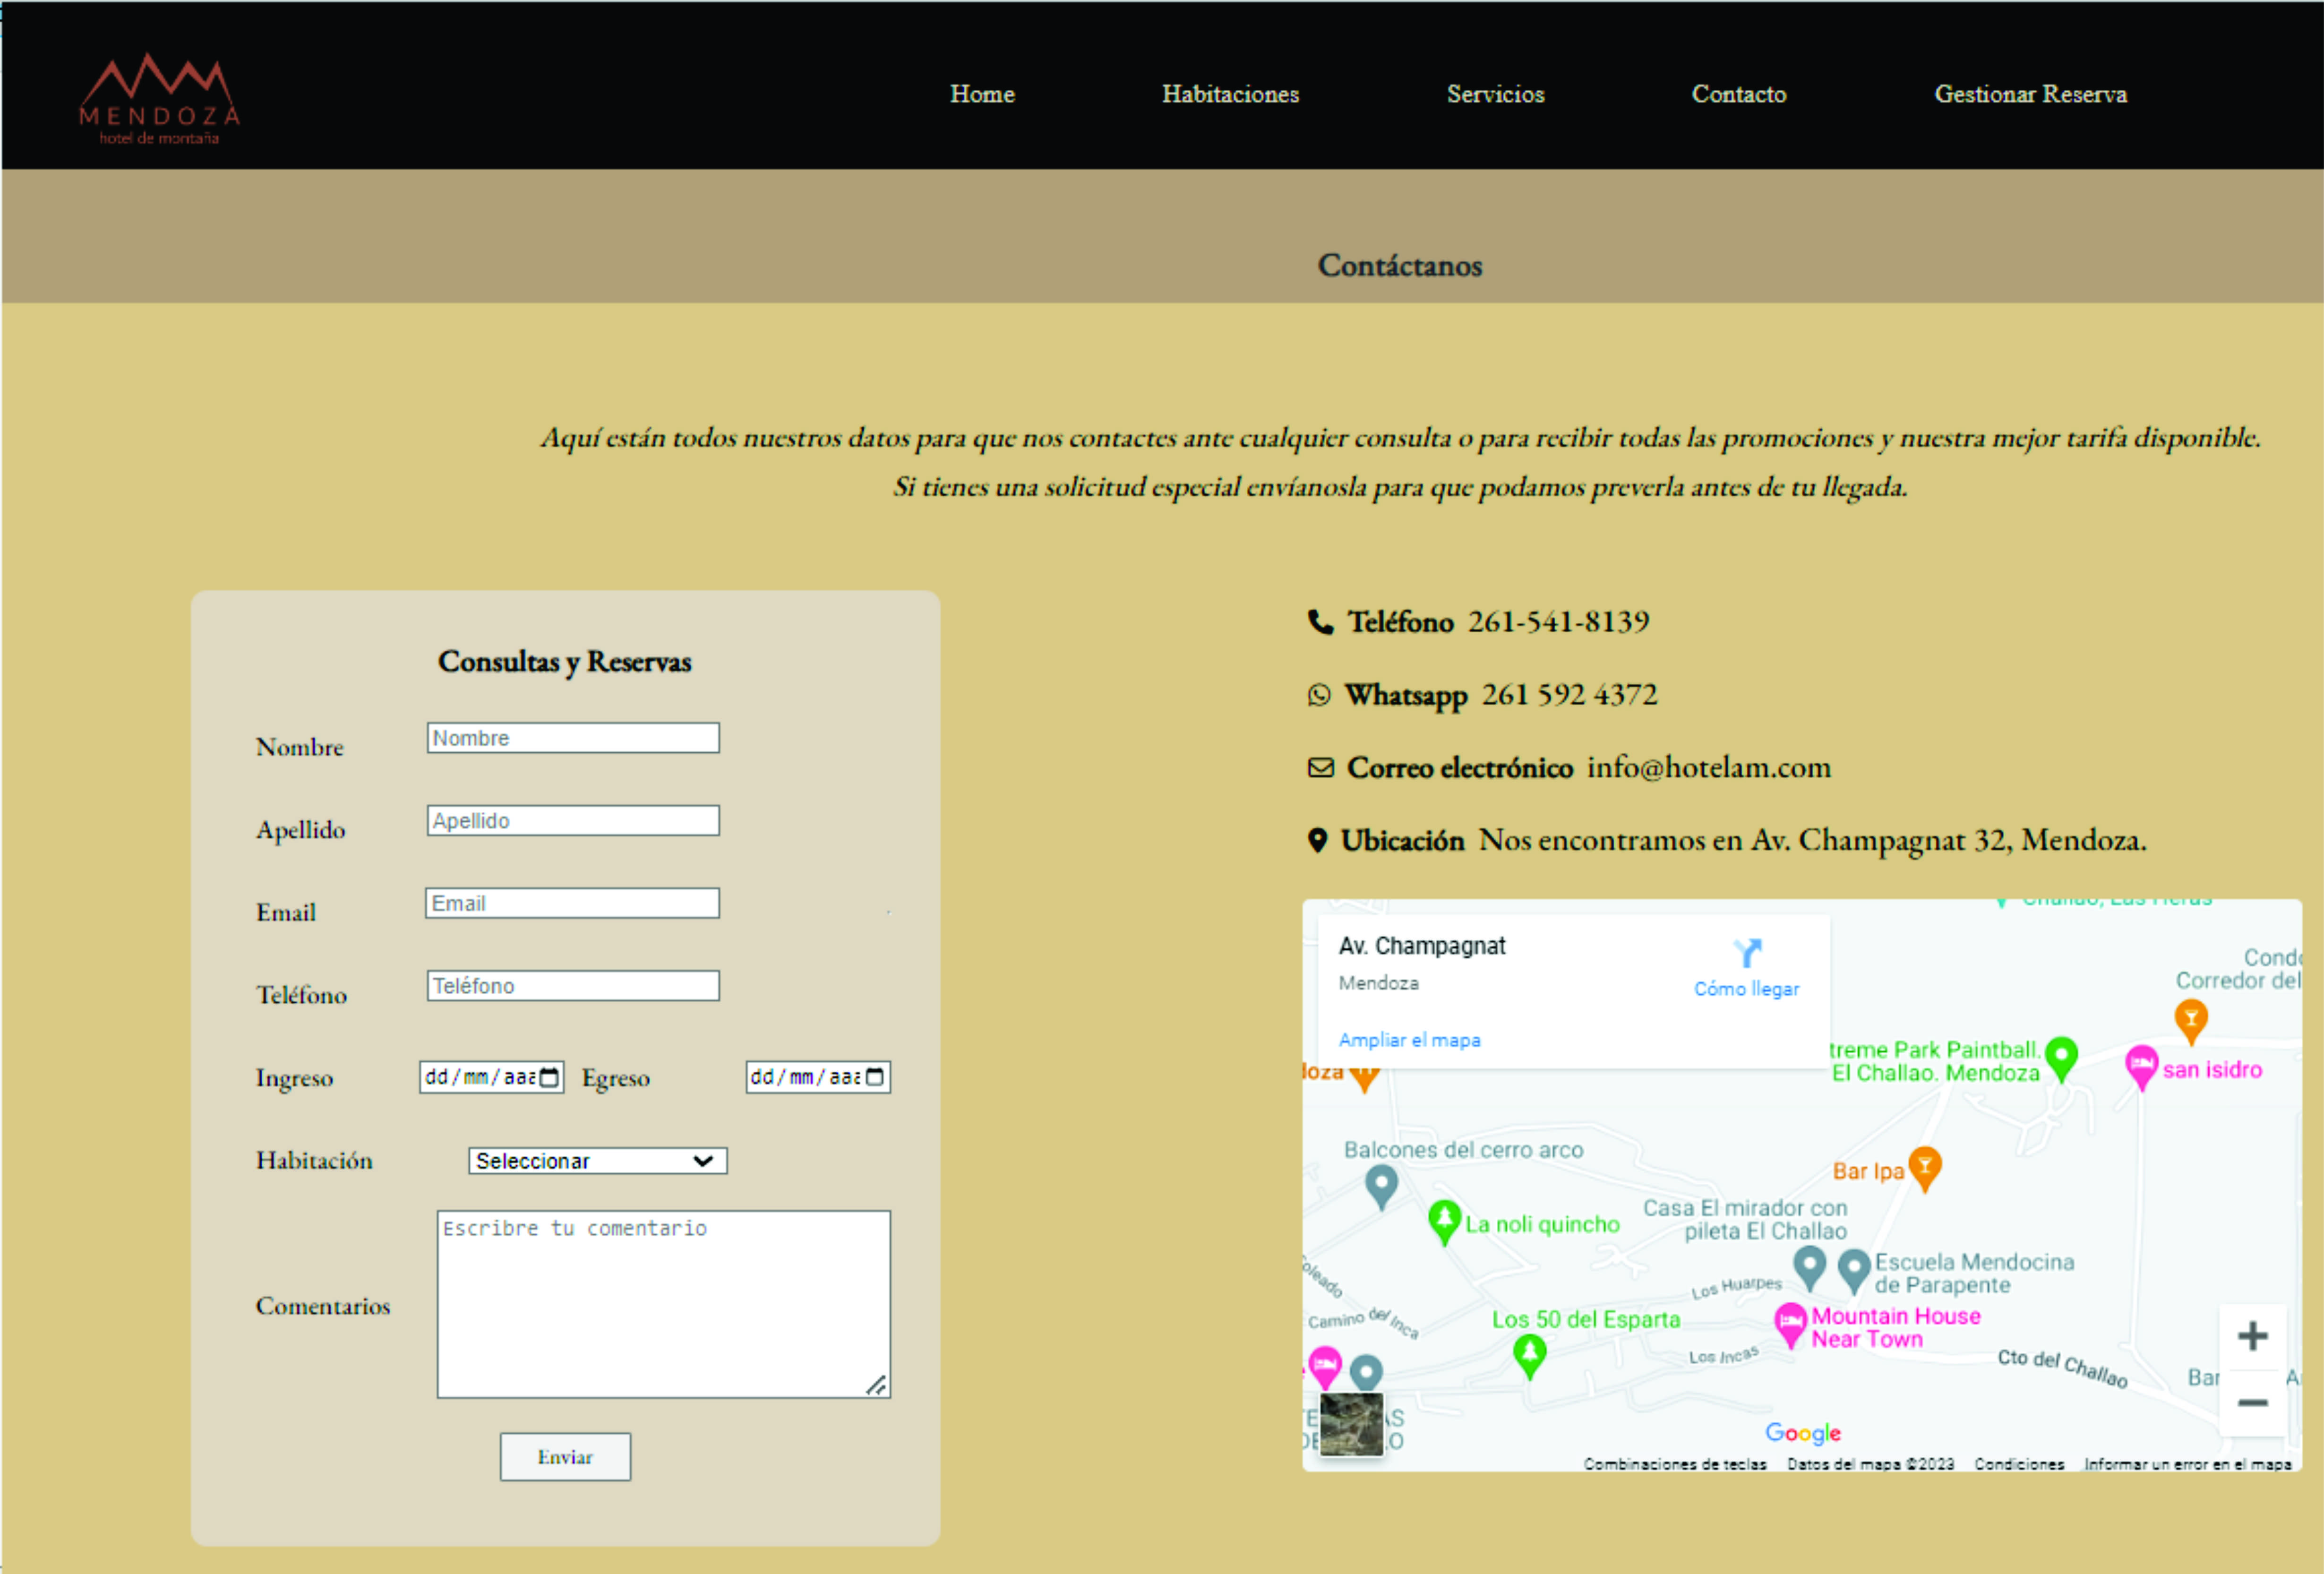 MENDOZA
hotel de montaña
Home
Habitaciones
Servicios
Contacto
Gestionar Reserva
Contáctanos
Aquí están todos nuestros datos para que nos contactes ante cualquier consulta o para recibir todas las promociones y nuestra mejor tarifa disponible.
Si tienes una solicitud especial envíanosla para que podamos preverla antes de tu llegada.
Consultas y Reservas
Nombre
Nombre
Apellido
Apellido
Email
Email
Teléfono
Teléfono
Ingreso
dd/mm/aaa
Egreso
dd/mm/aaa
Habitación
Seleccionar
Comentarios
Escribe tu comentario
Enviar
Teléfono 261-541-8139
Whatsapp 261 592 4372
Correo electrónico info@hotelam.com
Ubicación Nos encontramos en Av. Champagnat 32, Mendoza.
Av. Champagnat
Mendoza
Cómo llegar
Ampliar el mapa
Challao, Las Heras
Corredor del
treme Park Paintball.
El Challao. Mendoza
san isidro
Balcones del cerro arco
Bar Ipa
La noli quincho
Casa El mirador con
pileta El Challao
Escuela Mendocina
de Parapente
Los Huarpes
Camino del Inca
Los 50 del Esparta
Mountain House
Near Town
Los Incas
Cto del Challao
Google
Combinaciones de teclas
Datos del mapa ©2023
Condiciones
Informar un error en el mapa